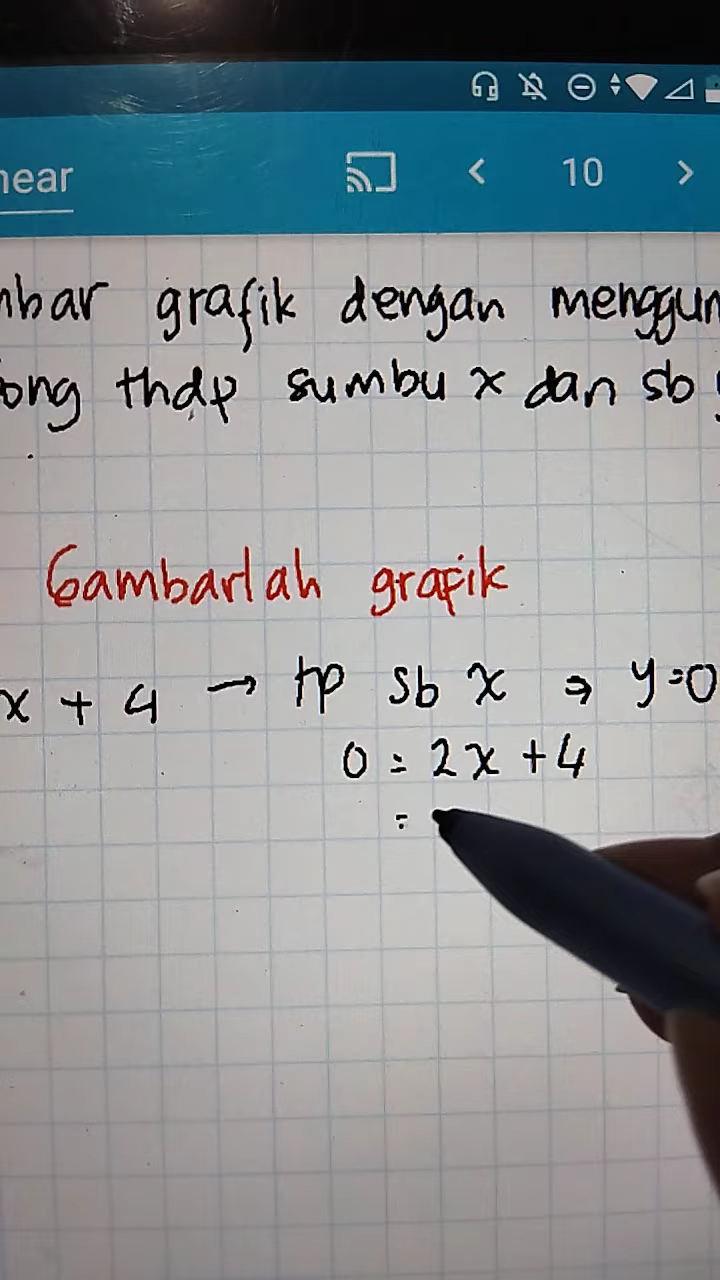 near
10
mbar grafik dengan menggun
ong thdp sumbu x dan sb y
.
Gambarlah grafik
x + 4 → tp sb x ⇒ y=0
0 = 2x + 4
=